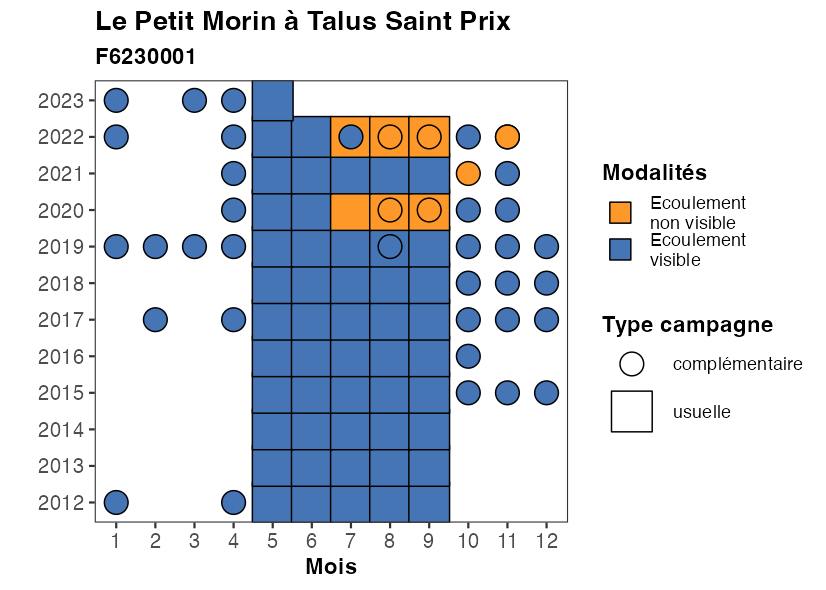 Le Petit Morin à Talus Saint Prix
F6230001
2023
2022
2021
2020
2019
2018
2017
2016
2015
2014
2013
2012
1 2 3 4 5 6 7 8 9 10 11 12
Mois
Modalités
Ecoulement
non visible
Ecoulement
visible
Type campagne
complémentaire
usuelle